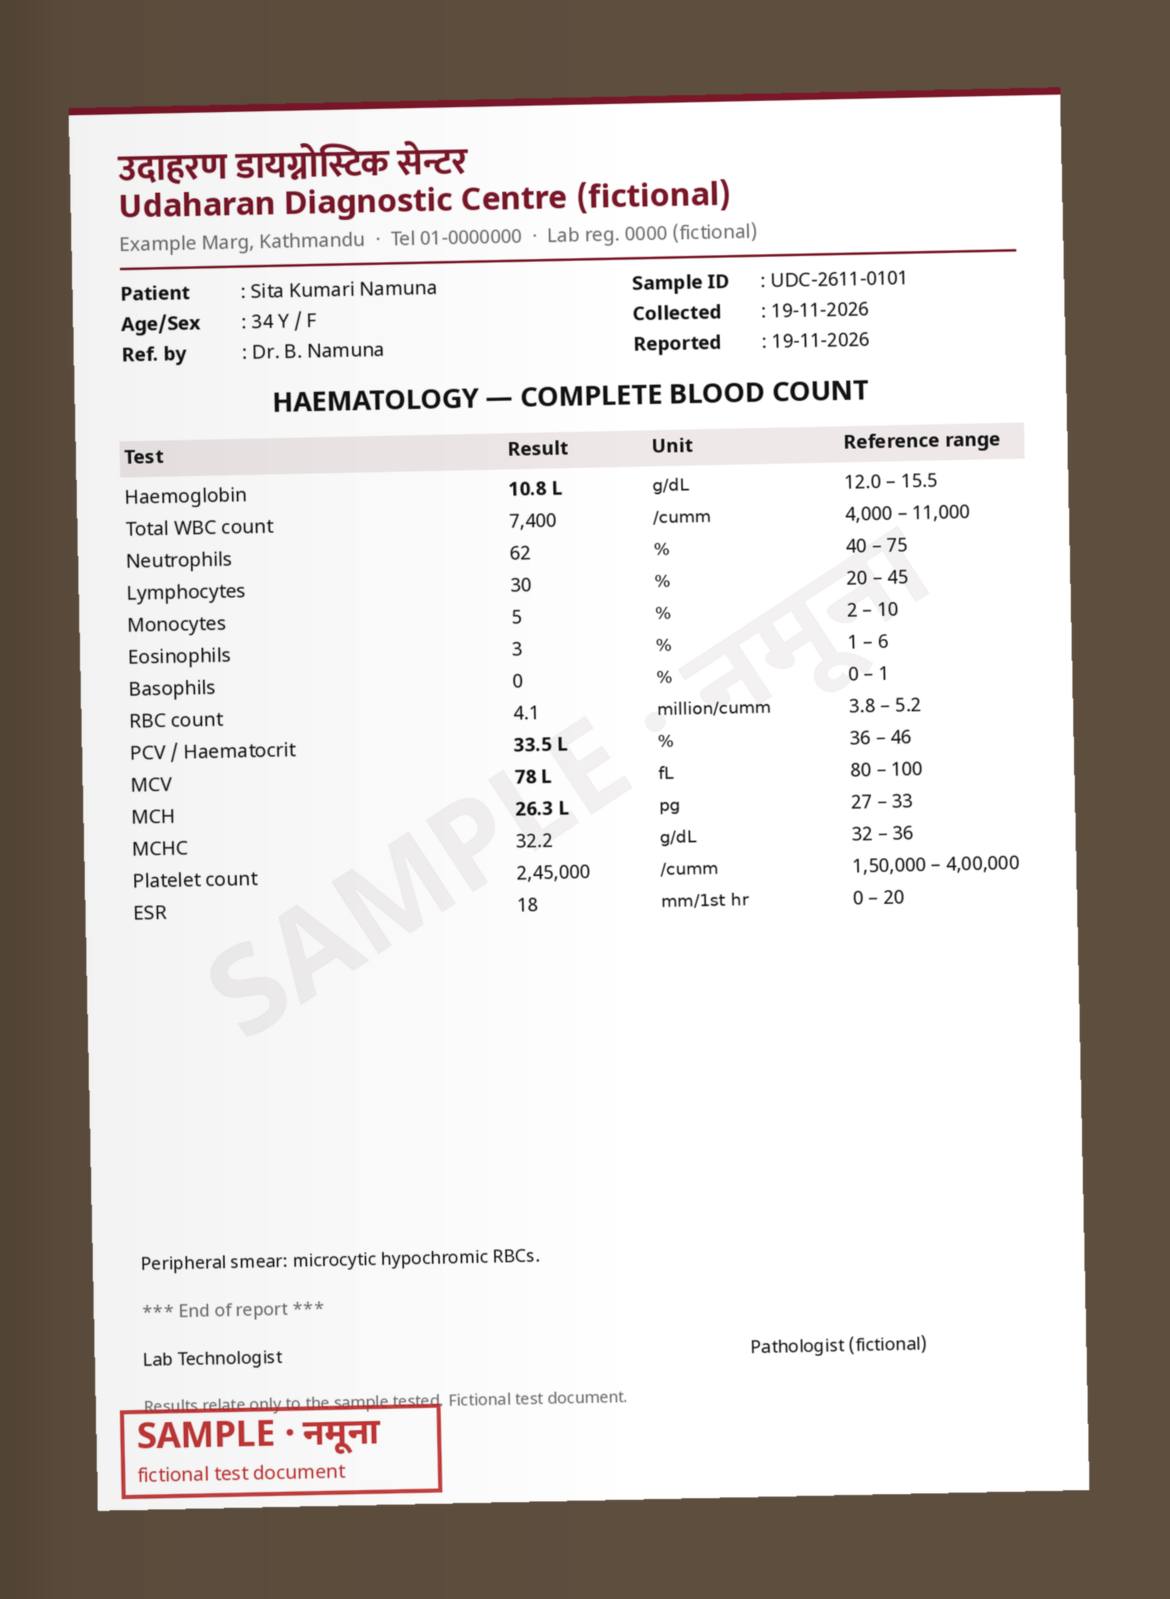 उदाहरण डायग्नोस्टिक सेन्टर
Udaharan Diagnostic Centre (fictional)
Example Marg, Kathmandu · Tel 01-0000000 · Lab reg. 0000 (fictional)
Patient : Sita Kumari Namuna Sample ID : UDC-2611-0101
Age/Sex : 34 Y / F Collected : 19-11-2026
Ref. by : Dr. B. Namuna Reported : 19-11-2026
HAEMATOLOGY — COMPLETE BLOOD COUNT
Test Result Unit Reference range
Haemoglobin 10.8 L g/dL 12.0 – 15.5
Total WBC count 7,400 /cumm 4,000 – 11,000
Neutrophils 62 % 40 – 75
Lymphocytes 30 % 20 – 45
Monocytes 5 % 2 – 10
Eosinophils 3 % 1 – 6
Basophils 0 % 0 – 1
RBC count 4.1 million/cumm 3.8 – 5.2
PCV / Haematocrit 33.5 L % 36 – 46
MCV 78 L fL 80 – 100
MCH 26.3 L pg 27 – 33
MCHC 32.2 g/dL 32 – 36
Platelet count 2,45,000 /cumm 1,50,000 – 4,00,000
ESR 18 mm/1st hr 0 – 20
SAMPLE · नमूना
Peripheral smear: microcytic hypochromic RBCs.
*** End of report ***
Lab Technologist Pathologist (fictional)
Results relate only to the sample tested. Fictional test document.
SAMPLE · नमूना
fictional test document